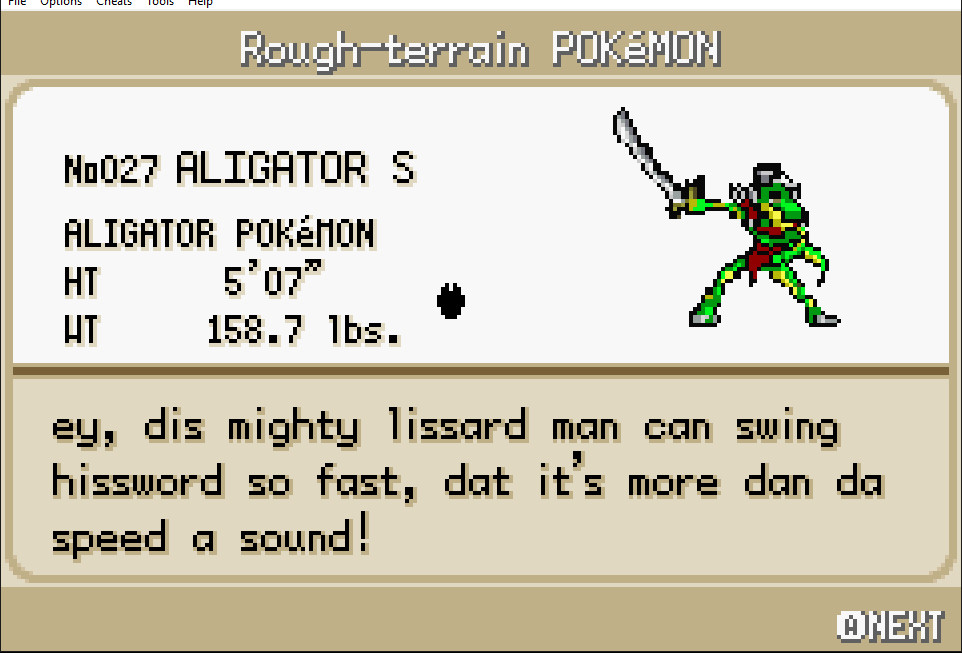 File Options Cheats Tools Help
Rough-terrain POKéMON
No027 ALIGATOR S
ALIGATOR POKéMON
HT 5'07"
WT 158.7 lbs.
ey, dis mighty lissard man can swing
hissword so fast, dat it's more dan da
speed a sound!
ⒶNEXT